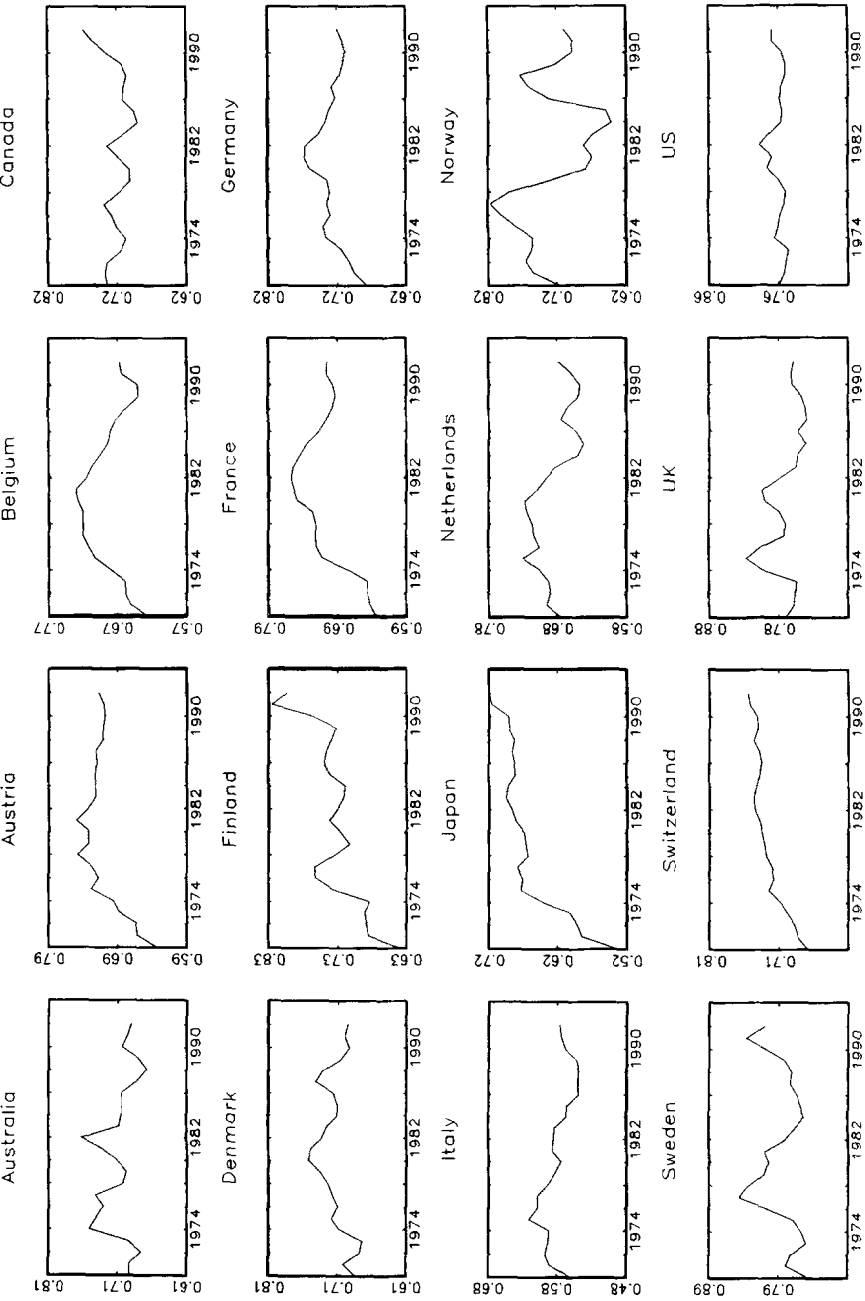 Australia Austria Belgium Canada
0.81 0.79 0.77 0.82
0.71 0.69 0.67 0.72
0.61 0.59 0.57 0.62
1974 1982 1990 1974 1982 1990 1974 1982 1990 1974 1982 1990
Denmark Finland France Germany
0.81 0.83 0.79 0.82
0.71 0.73 0.69 0.72
0.61 0.63 0.59 0.62
1974 1982 1990 1974 1982 1990 1974 1982 1990 1974 1982 1990
Italy Japan Netherlands Norway
0.68 0.72 0.78 0.82
0.58 0.62 0.68 0.72
0.48 0.52 0.58 0.62
1974 1982 1990 1974 1982 1990 1974 1982 1990 1974 1982 1990
Sweden Switzerland UK US
0.89 0.81 0.88 0.86
0.79 0.71 0.78 0.76
1974 1982 1990 1974 1982 1990 1974 1982 1990 1974 1982 1990